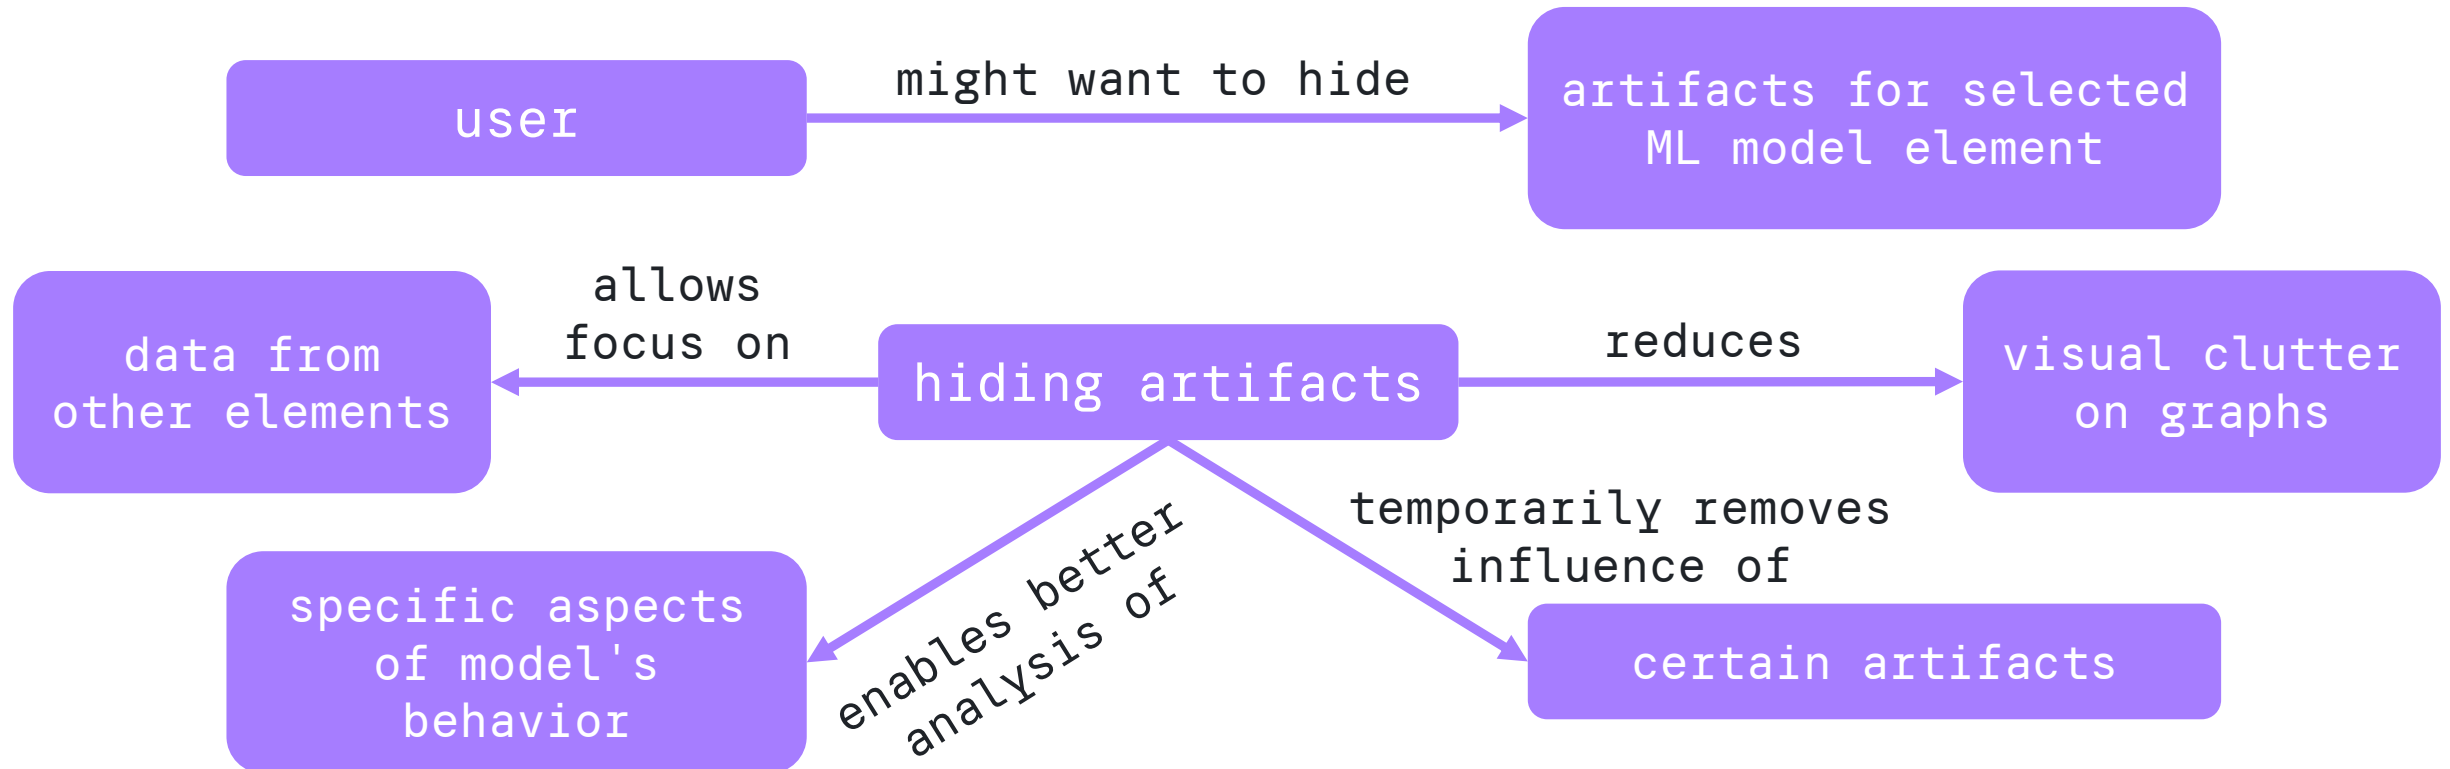 user
might want to hide
artifacts for selected
ML model element
data from
other elements
allows
focus on
hiding artifacts
reduces
visual clutter
on graphs
specific aspects
of model's
behavior
enables better
analysis of
temporarily removes
influence of
certain artifacts